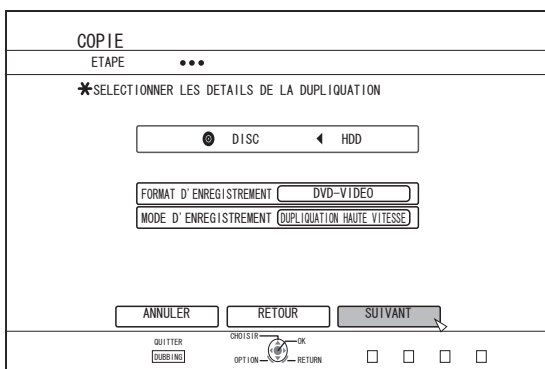 COPIE
ETAPE
SELECTIONNER LES DETAILS DE LA DUPLIQUATION
DISC HDD
FORMAT D'ENREGISTREMENT DVD-VIDEO
MODE D'ENREGISTREMENT DUPLIQUATION HAUTE VITESSE
ANNULER RETOUR SUIVANT
QUITTER CHOISIR OK
DUBBING OPTION RETURN